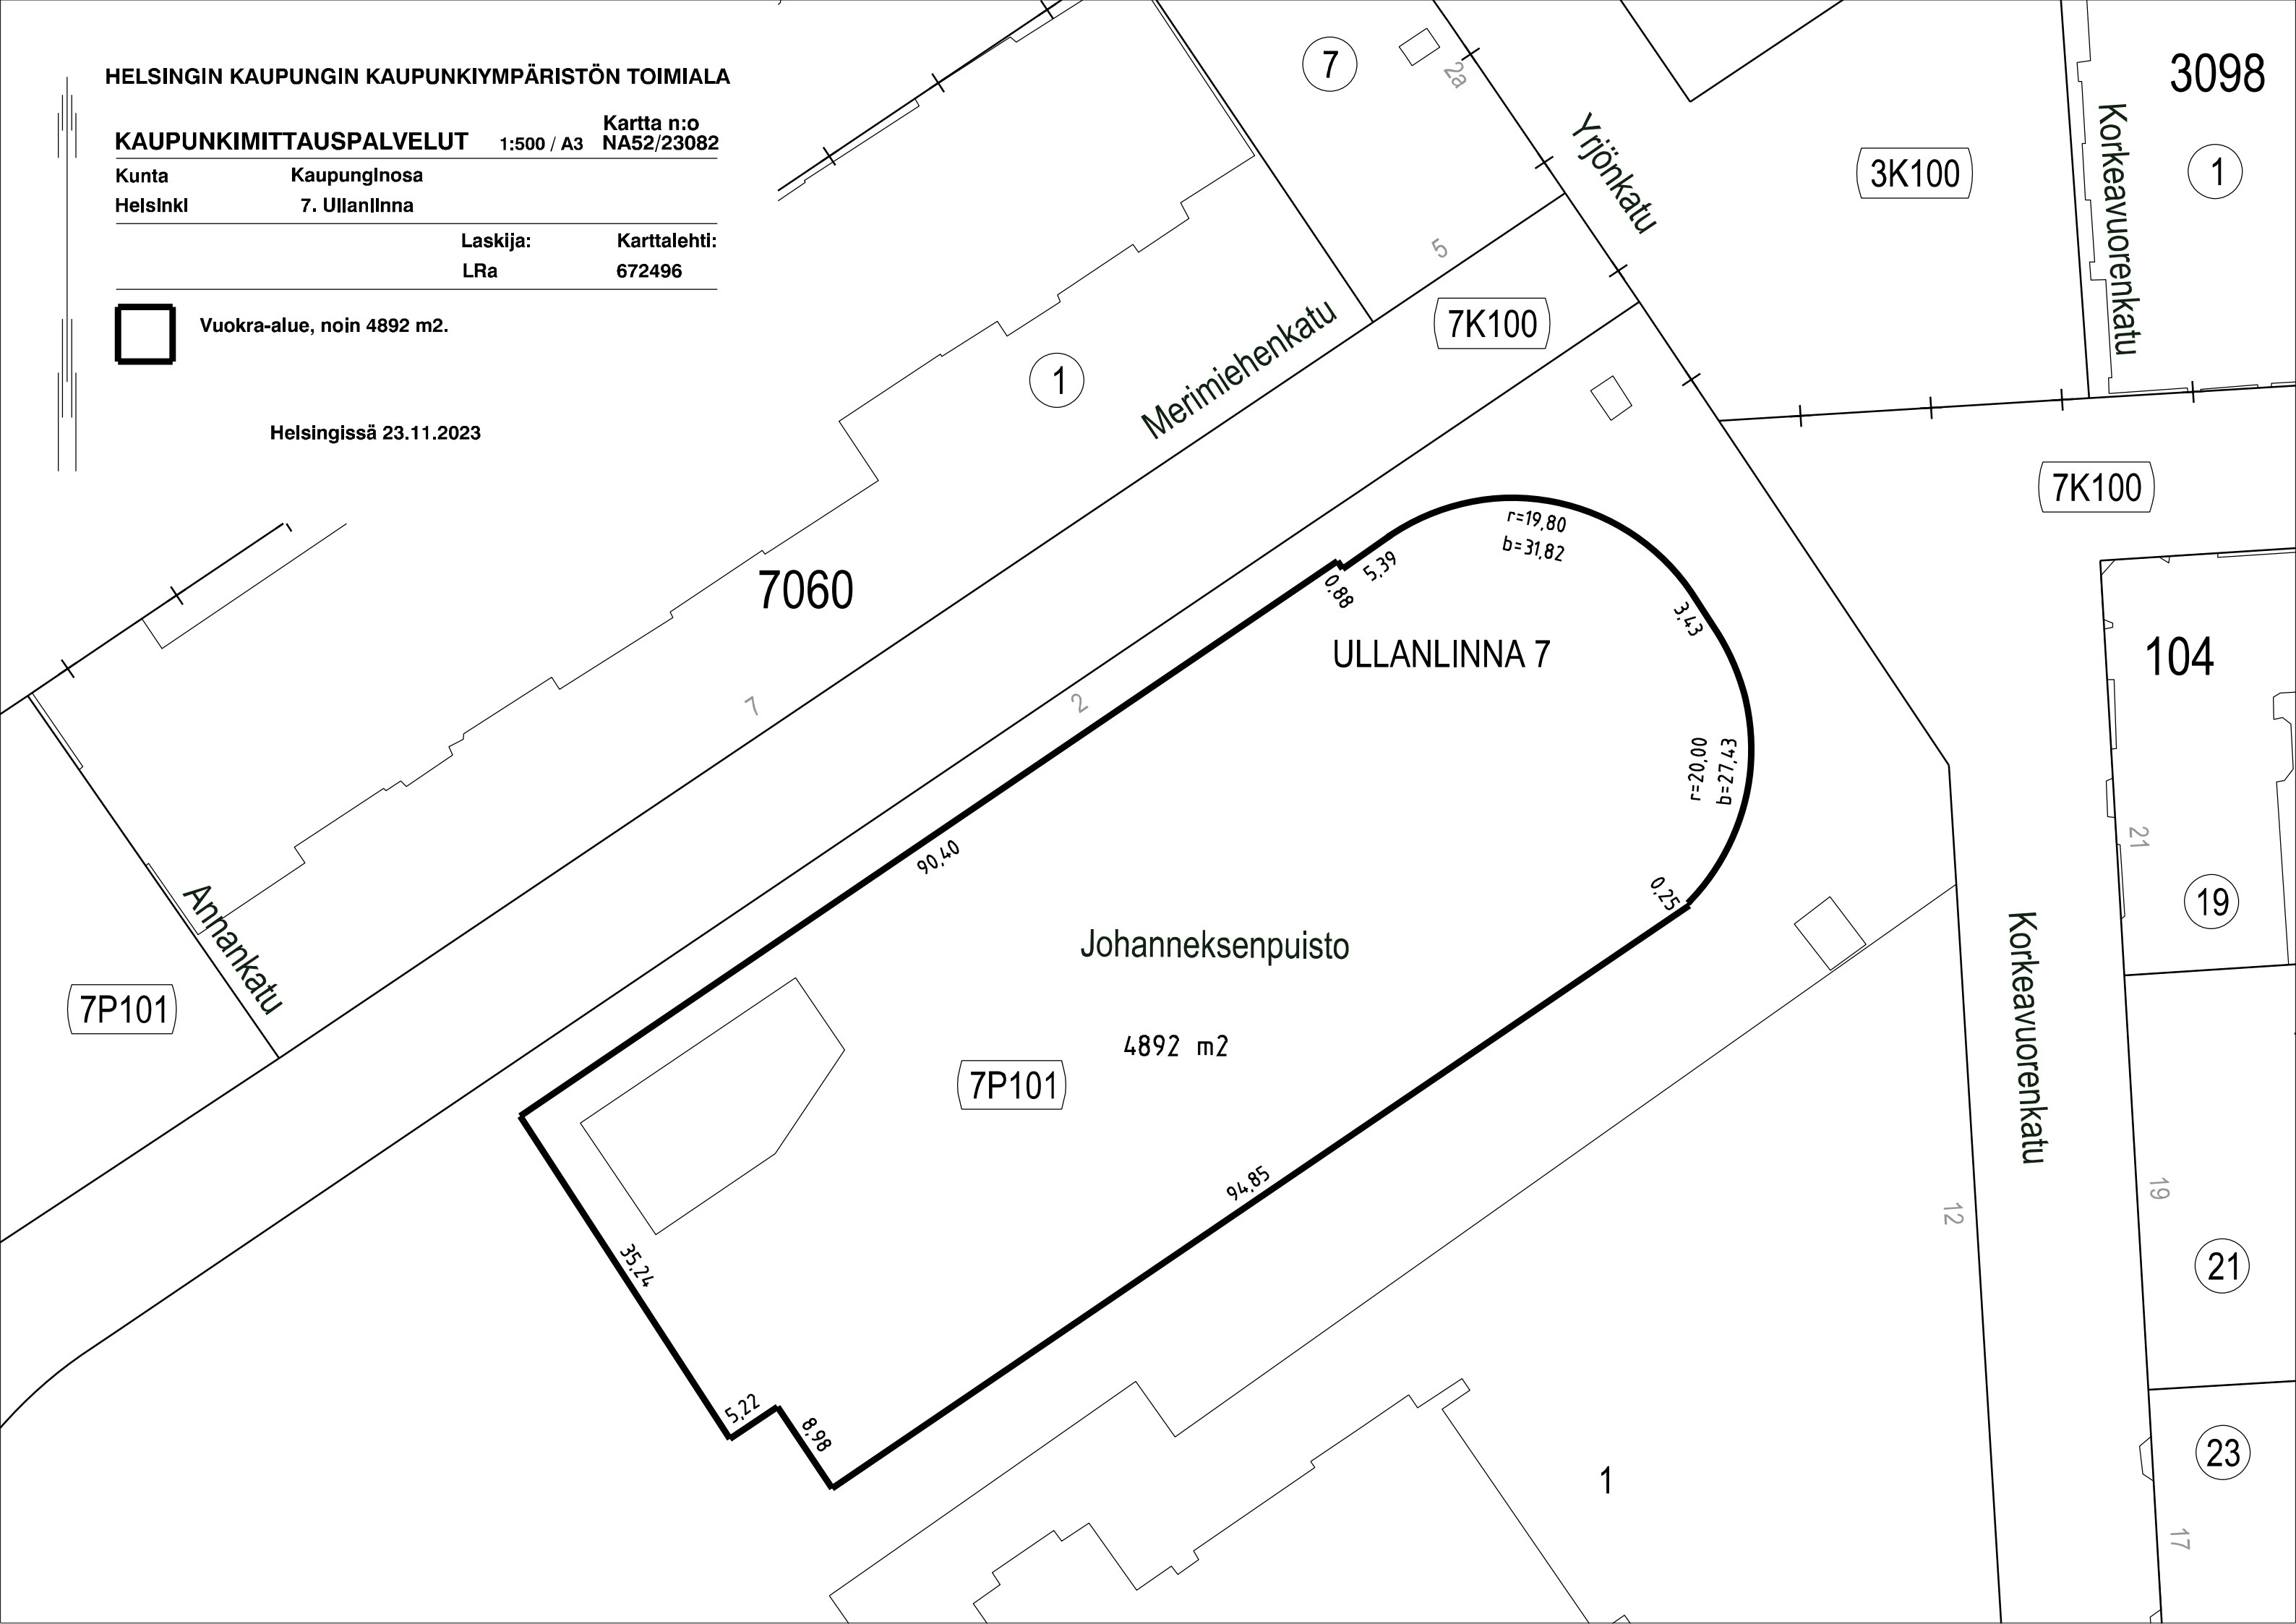 HELSINGIN KAUPUNGIN KAUPUNKIYMPÄRISTÖN TOIMIALA
KAUPUNKIMITTAUSPALVELUT 1:500 / A3 Kartta n:o NA52/23082
Kunta Kaupunginosa
Helsinki 7. Ullanlinna
Laskija: Karttalehti:
LRa 672496
Vuokra-alue, noin 4892 m2.
Helsingissä 23.11.2023
7
2a
Yrjönkatu
3K100
Korkeavuorenkatu
3098
1
5
7K100
Merimiehenkatu
1
7K100
7060
r=19,80
b=31,82
5,39
0,88
3,43
ULLANLINNA 7
104
7
2
r=20,00
b=27,43
21
90,40
0,25
19
Annankatu
Johanneksenpuisto
Korkeavuorenkatu
7P101
4892 m2
7P101
94,85
12
19
35,24
21
5,22
8,98
23
1
17